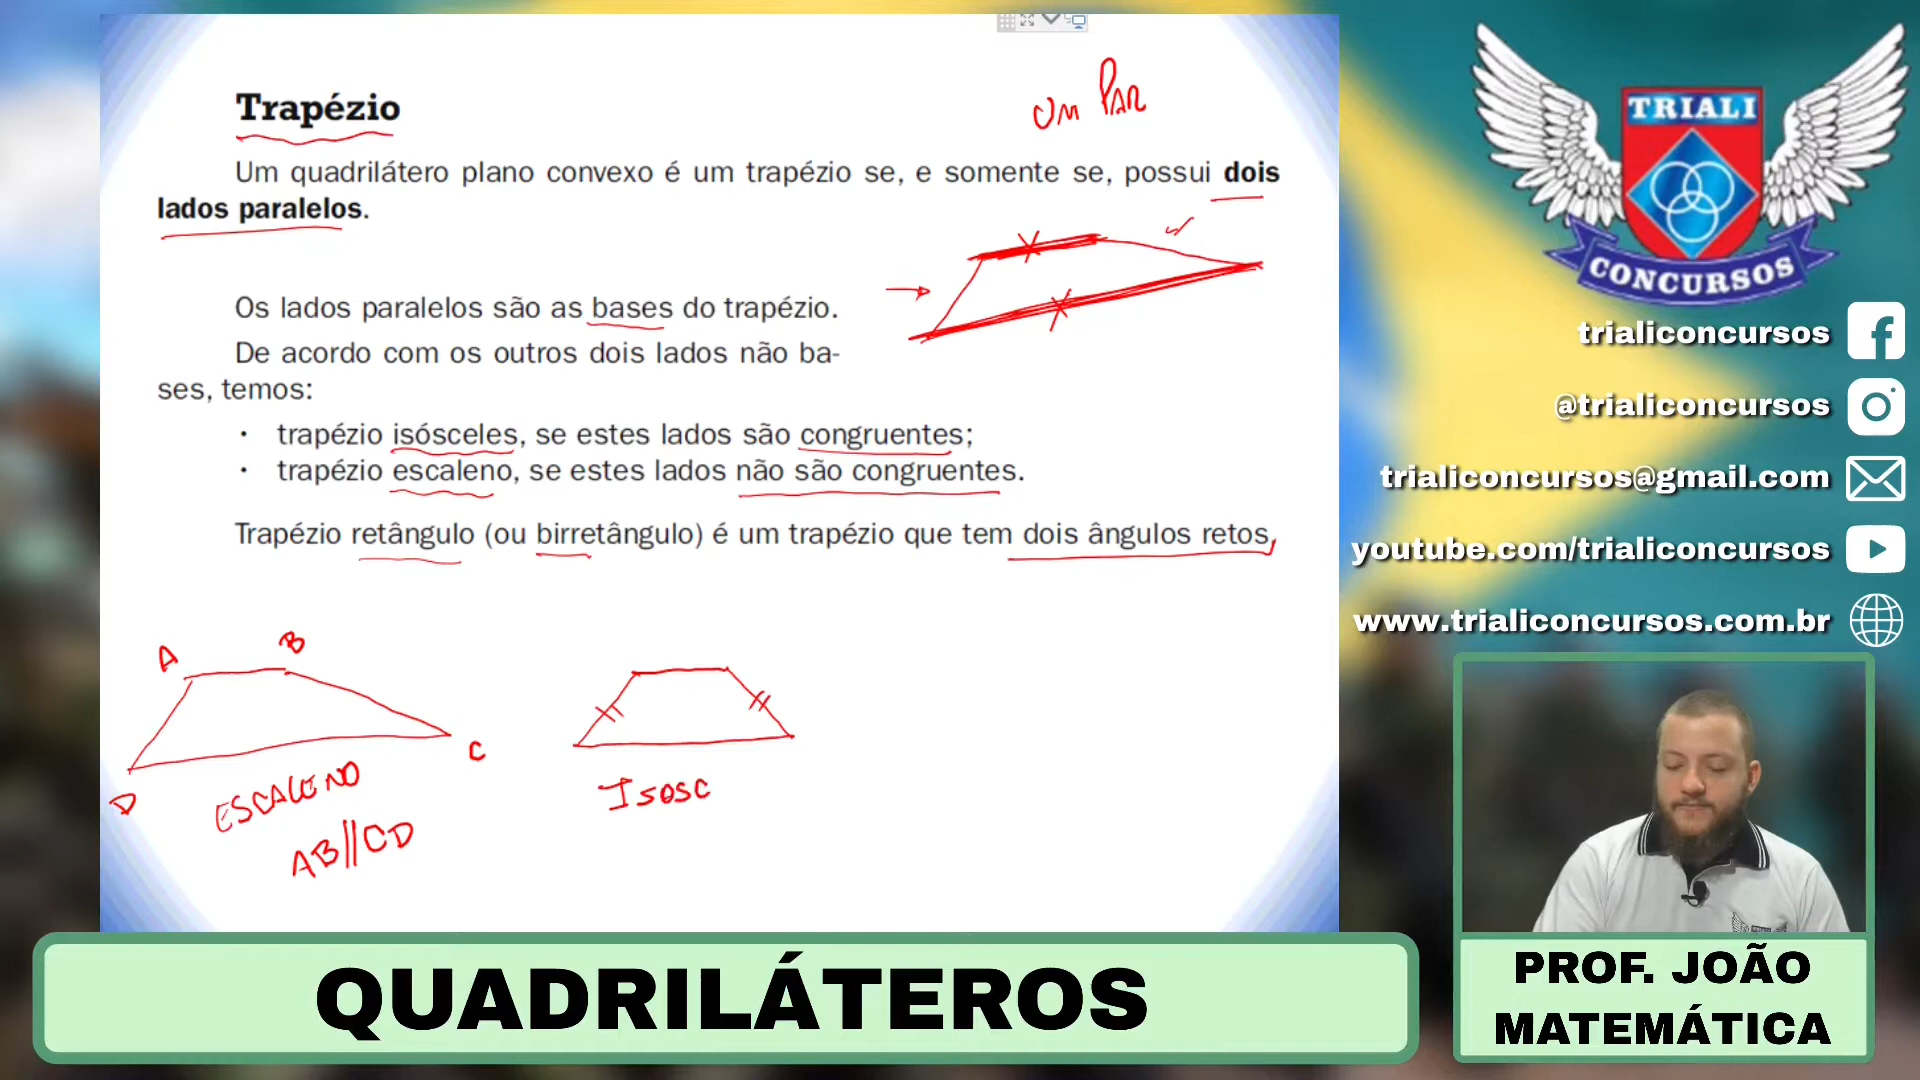 Trapézio
Um PAR
Um quadrilátero plano convexo é um trapézio se, e somente se, possui dois
lados paralelos.
Os lados paralelos são as bases do trapézio.
De acordo com os outros dois lados não ba-
ses, temos:
· trapézio isósceles, se estes lados são congruentes;
· trapézio escaleno, se estes lados não são congruentes.
Trapézio retângulo (ou birretângulo) é um trapézio que tem dois ângulos retos,
A
B
C
D
ESCALENO
AB//CD
Isosc
TRIALI
CONCURSOS
trialiconcursos
@trialiconcursos
trialiconcursos@gmail.com
youtube.com/trialiconcursos
www.trialiconcursos.com.br
QUADRILÁTEROS
PROF. JOÃO
MATEMÁTICA